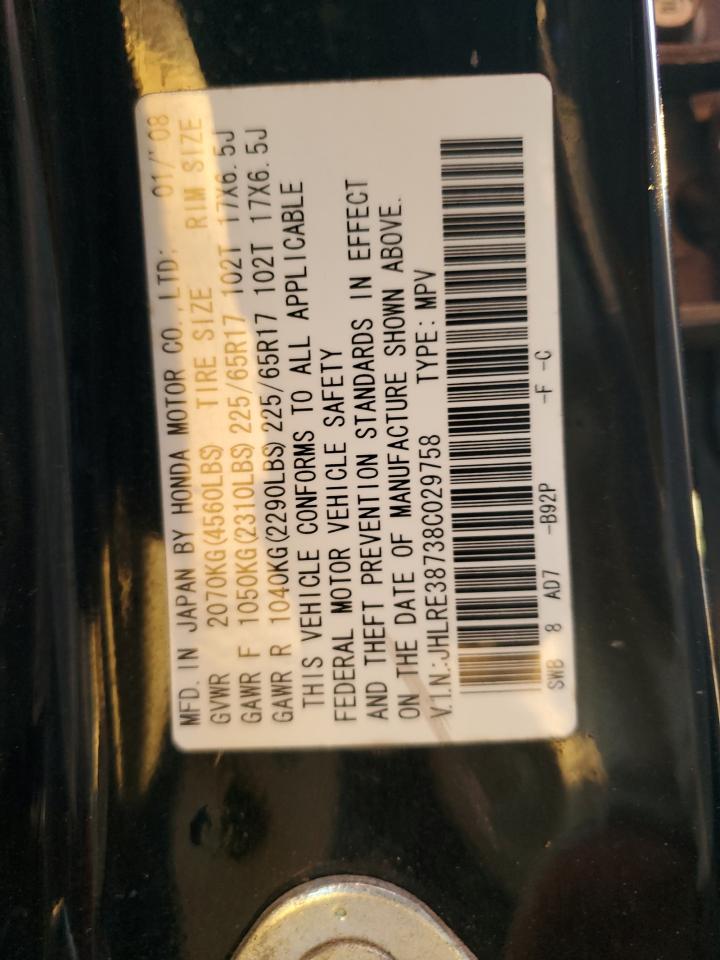 MFD. IN JAPAN BY HONDA MOTOR CO.,LTD; 01/'08
GVWR 2070KG(4560LBS) TIRE SIZE RIM SIZE
GAWR F 1050KG(2310LBS) 225/65R17 102T 17X6.5J
GAWR R 1040KG(2290LBS) 225/65R17 102T 17X6.5J
THIS VEHICLE CONFORMS TO ALL APPLICABLE
FEDERAL MOTOR VEHICLE SAFETY
AND THEFT PREVENTION STANDARDS IN EFFECT
ON THE DATE OF MANUFACTURE SHOWN ABOVE.
V.I.N.:JHLRE38738C029758 TYPE: MPV
SWB 8 AD7 -B92P -F -C